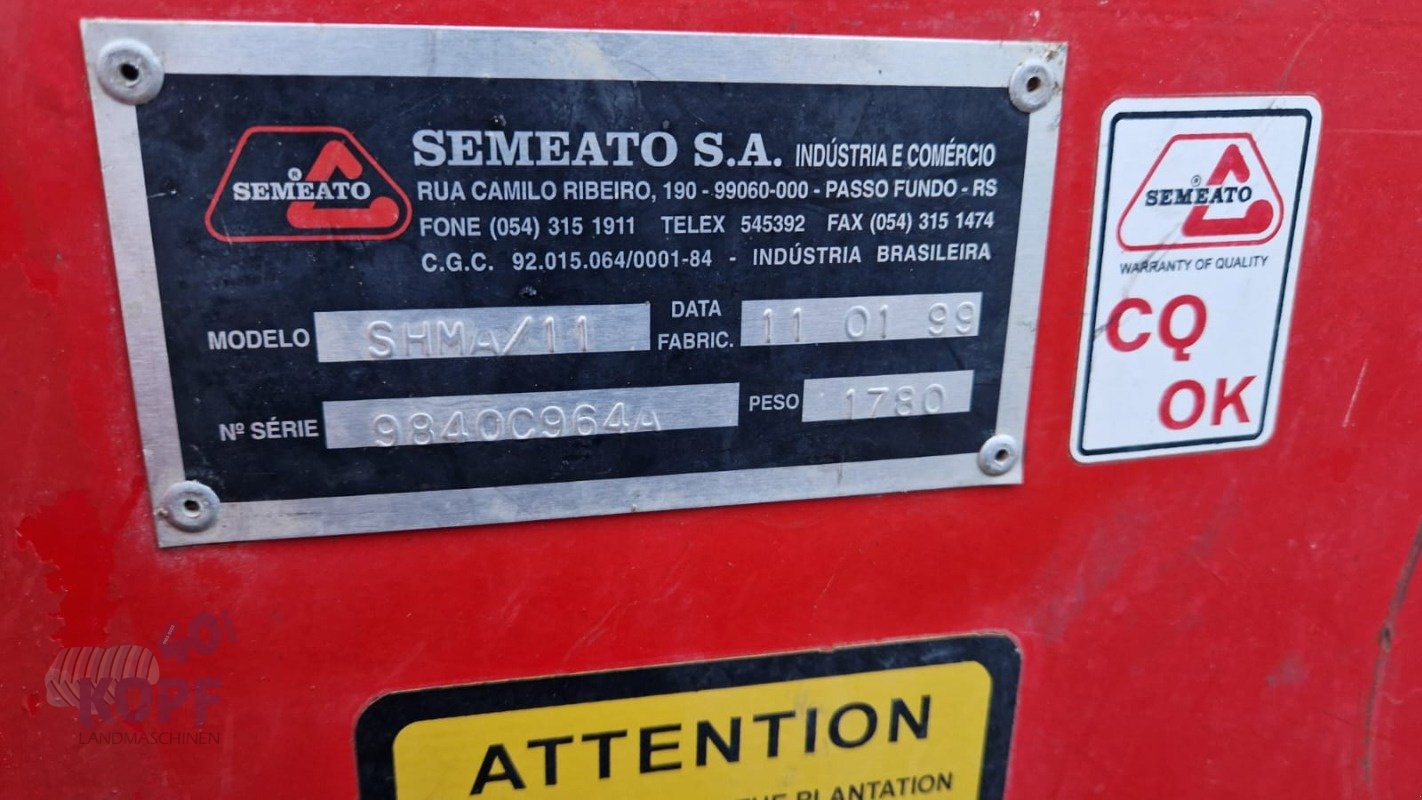 SEMEATO
SEMEATO S.A. INDÚSTRIA E COMÉRCIO
RUA CAMILO RIBEIRO, 190 - 99060-000 - PASSO FUNDO - RS
FONE (054) 315 1911 TELEX 545392 FAX (054) 315 1474
C.G.C. 92.015.064/0001-84 - INDÚSTRIA BRASILEIRA
MODELO SHMA/11 DATA FABRIC. 11 01 99
Nº SÉRIE 9840C964A PESO 1780
SEMEATO
WARRANTY OF QUALITY
CQ
OK
ATTENTION
THE PLANTATION
KOPF
LANDMASCHINEN